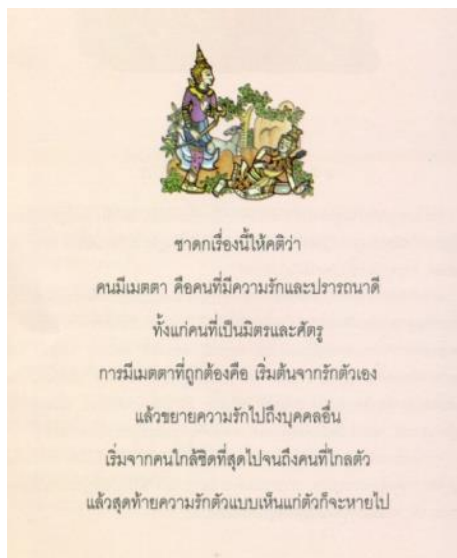 ชาดกเรื่องนี้ให้คติว่า
คนมีเมตตา คือคนที่มีความรักและปรารถนาดี
ทั้งแก่คนที่เป็นมิตรและศัตรู
การมีเมตตาที่ถูกต้องคือ เริ่มต้นจากรักตัวเอง
แล้วขยายความรักไปถึงบุคคลอื่น
เริ่มจากคนใกล้ชิดที่สุดไปจนถึงคนที่ไกลตัว
แล้วสุดท้ายความรักตัวแบบเห็นแก่ตัวก็จะหายไป